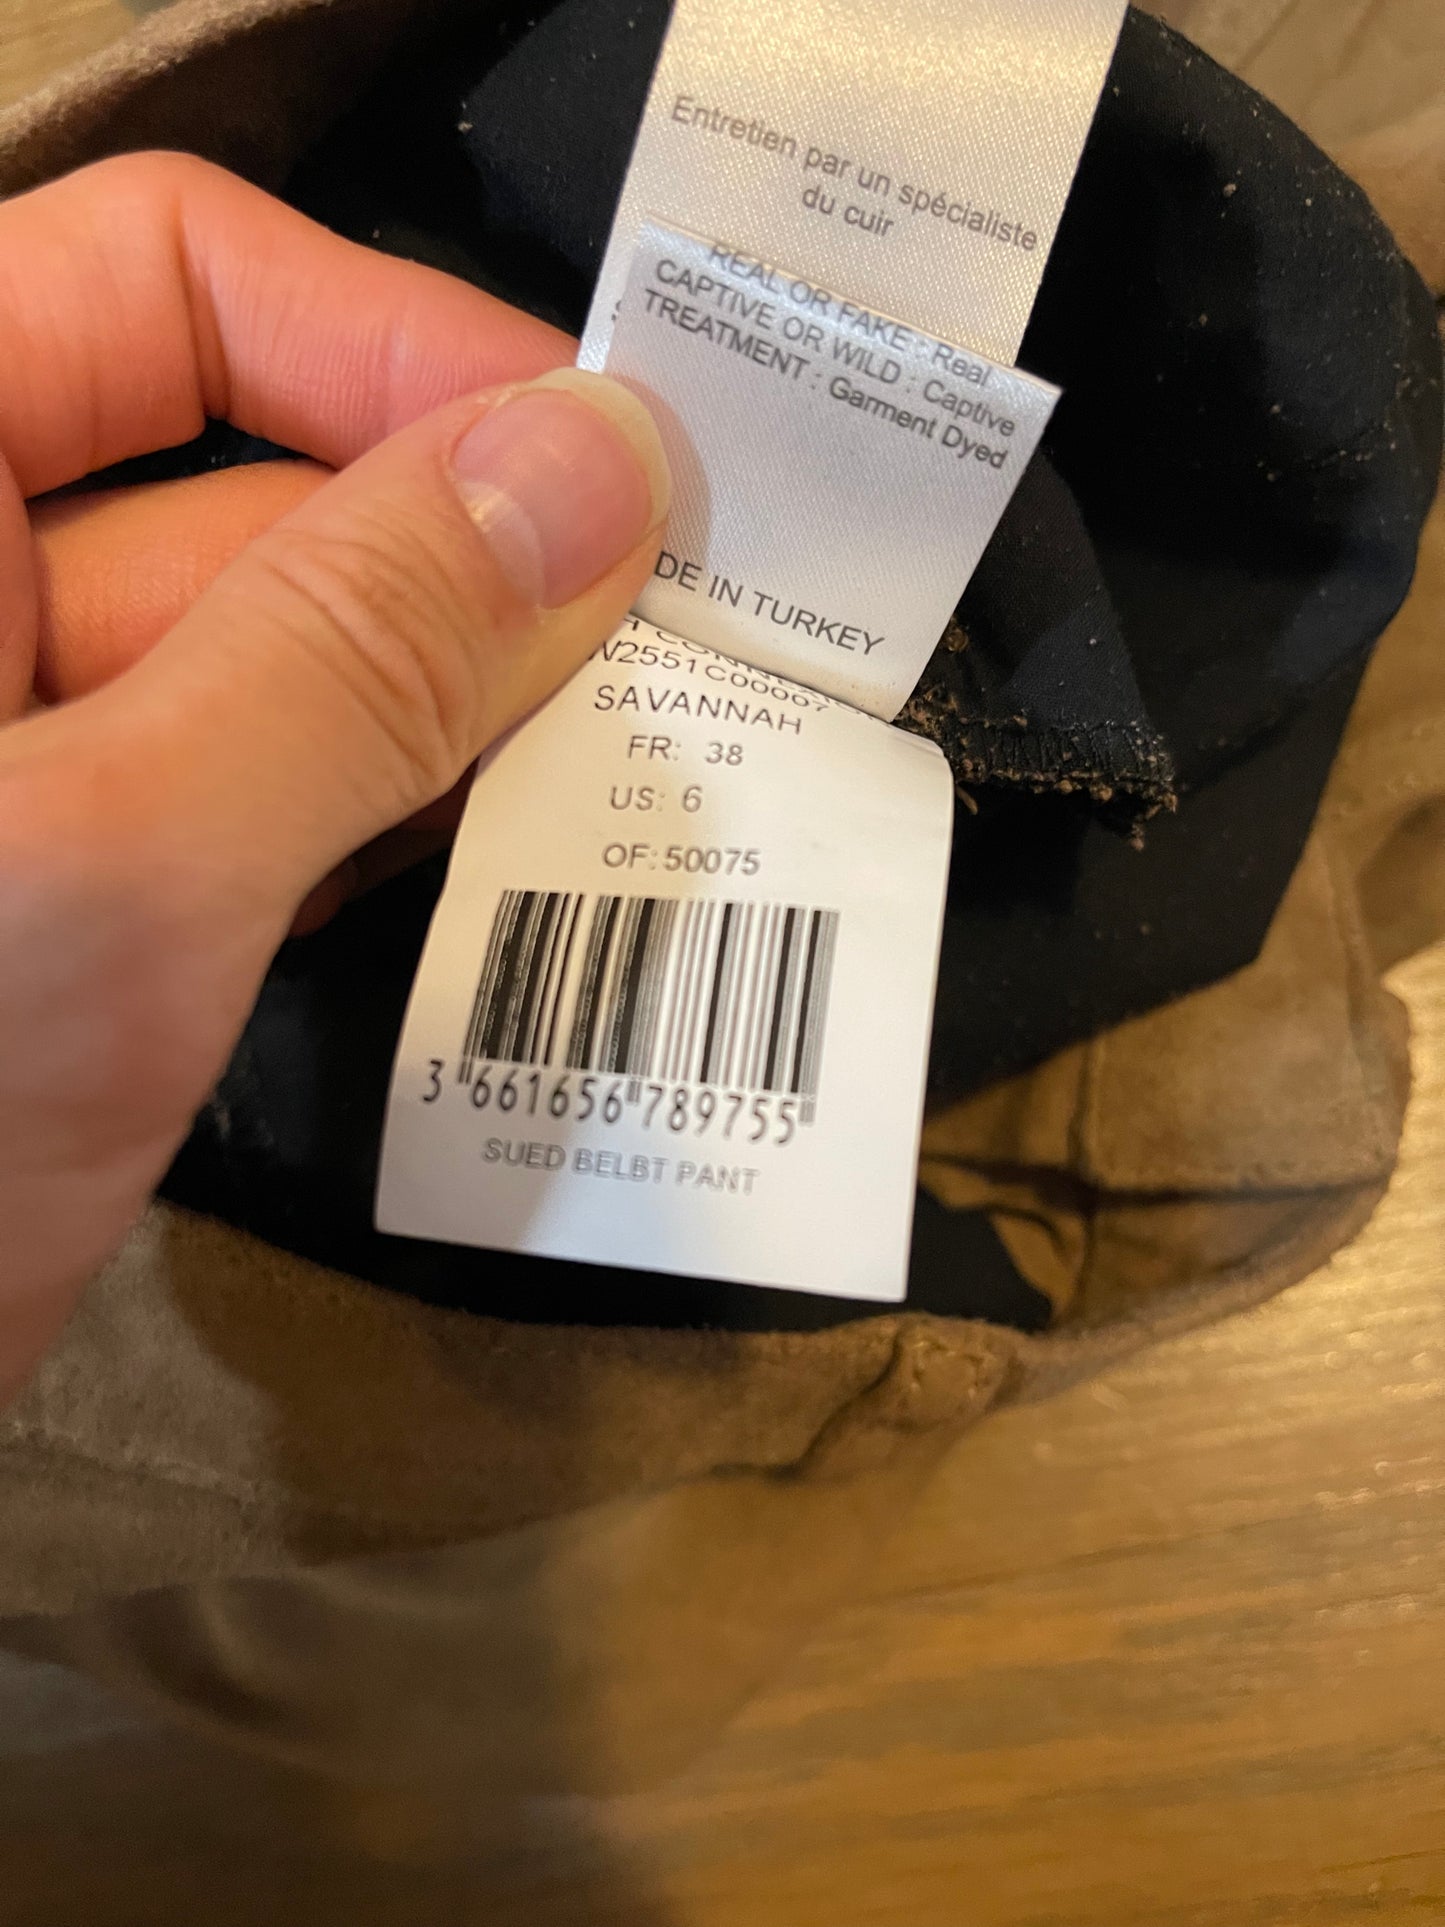 Entretien par un spécialiste
du cuir
REAL OR FAKE : Real
CAPTIVE OR WILD : Captive
TREATMENT : Garment Dyed
DE IN TURKEY
2551C00007
SAVANNAH
FR: 38
US: 6
OF: 50075
3 661656 789755
SUED BELBT PANT